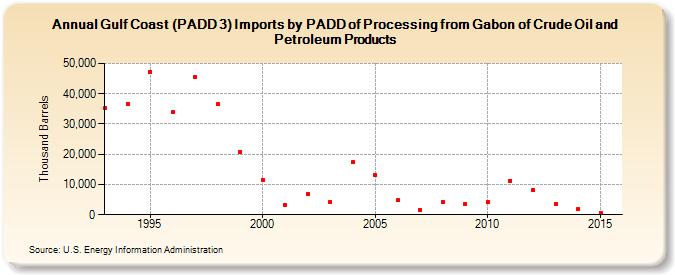 Annual Gulf Coast (PADD 3) Imports by PADD of Processing from Gabon of Crude Oil and
Petroleum Products
Thousand Barrels
50,000
40,000
30,000
20,000
10,000
0
1995
2000
2005
2010
2015
Source: U.S. Energy Information Administration